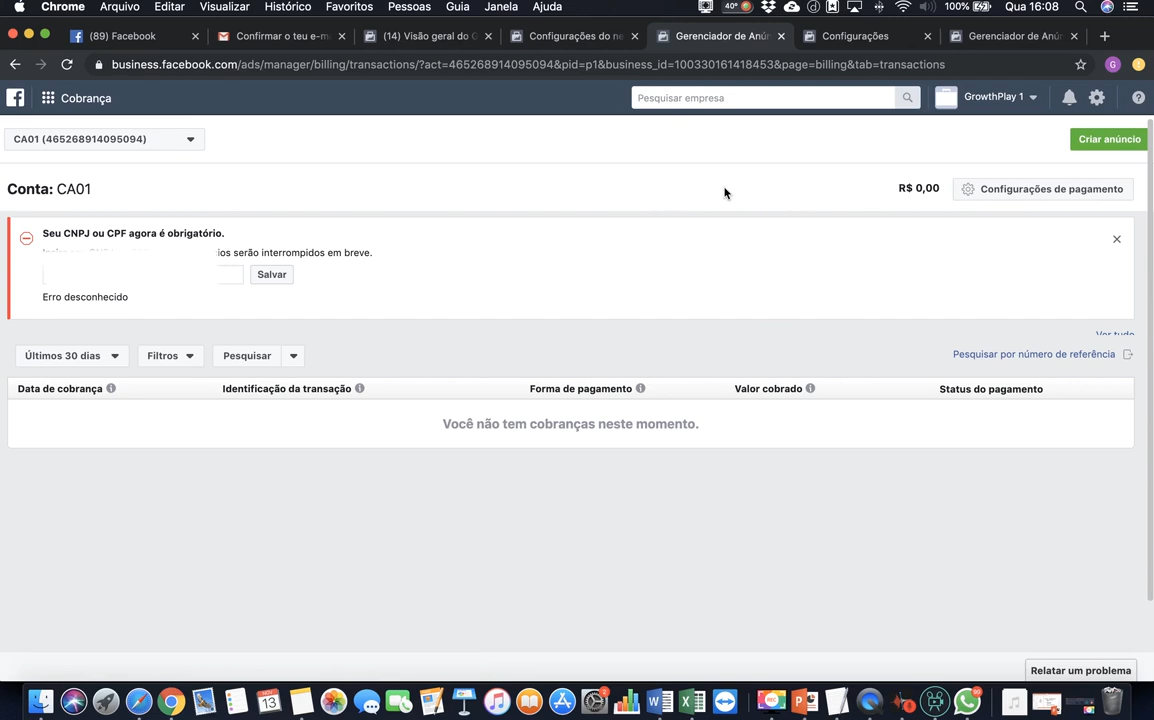 Chrome Arquivo Editar Visualizar Histórico Favoritos Pessoas Guia Janela Ajuda 40° 100% Qua 16:08
(89) Facebook Confirmar o teu e-m (14) Visão geral do G Configurações do ne Gerenciador de Anún Configurações Gerenciador de Anún
business.facebook.com/ads/manager/billing/transactions/?act=465268914095094&pid=p1&business_id=100330161418453&page=billing&tab=transactions G
Cobrança Pesquisar empresa GrowthPlay 1
CA01 (465268914095094) Criar anúncio
Conta: CA01 R$ 0,00 Configurações de pagamento
Seu CNPJ ou CPF agora é obrigatório.
ios serão interrompidos em breve.
Salvar
Erro desconhecido
Ver tudo
Últimos 30 dias Filtros Pesquisar Pesquisar por número de referência
Data de cobrança Identificação da transação Forma de pagamento Valor cobrado Status do pagamento
Você não tem cobranças neste momento.
Relatar um problema